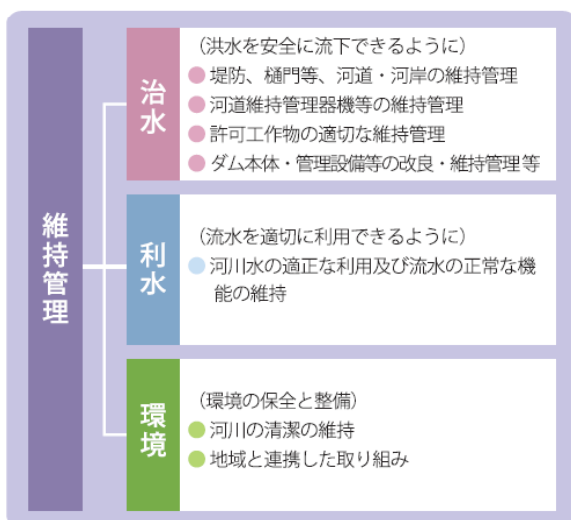 維持管理
治水
(洪水を安全に流下できるように)
●堤防、樋門等、河道・河岸の維持管理
●河道維持管理器機等の維持管理
●許可工作物の適切な維持管理
●ダム本体・管理設備等の改良・維持管理等
利水
(流水を適切に利用できるように)
●河川水の適正な利用及び流水の正常な機
能の維持
環境
(環境の保全と整備)
●河川の清潔の維持
●地域と連携した取り組み